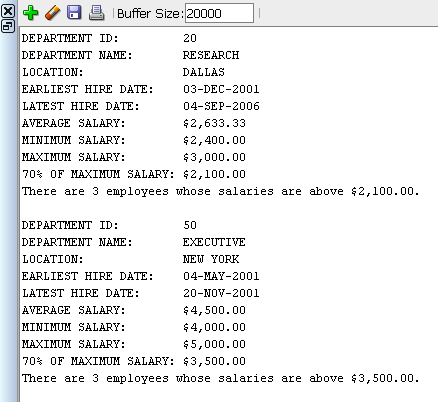 Buffer Size: 20000
DEPARTMENT ID: 20
DEPARTMENT NAME: RESEARCH
LOCATION: DALLAS
EARLIEST HIRE DATE: 03-DEC-2001
LATEST HIRE DATE: 04-SEP-2006
AVERAGE SALARY: $2,633.33
MINIMUM SALARY: $2,400.00
MAXIMUM SALARY: $3,000.00
70% OF MAXIMUM SALARY: $2,100.00
There are 3 employees whose salaries are above $2,100.00.
DEPARTMENT ID: 50
DEPARTMENT NAME: EXECUTIVE
LOCATION: NEW YORK
EARLIEST HIRE DATE: 04-MAY-2001
LATEST HIRE DATE: 20-NOV-2001
AVERAGE SALARY: $4,500.00
MINIMUM SALARY: $4,000.00
MAXIMUM SALARY: $5,000.00
70% OF MAXIMUM SALARY: $3,500.00
There are 3 employees whose salaries are above $3,500.00.